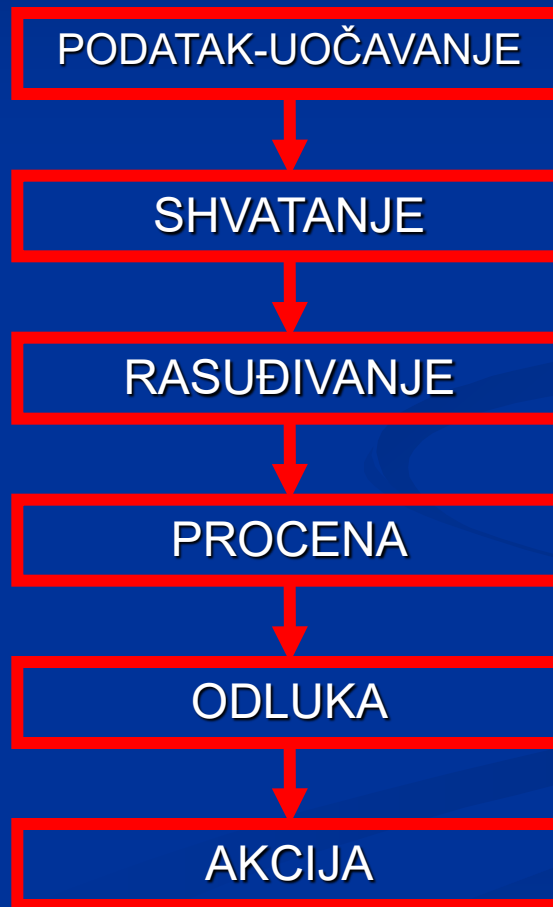 PODATAK-UOČAVANJE
SHVATANJE
RASUĐIVANJE
PROCENA
ODLUKA
AKCIJA